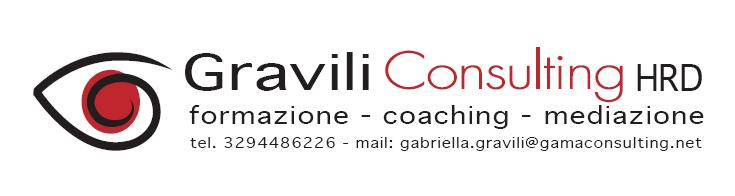 Gravili Consulting HRD
formazione - coaching - mediazione
tel. 3294486226 - mail: gabriella.gravili@gamaconsulting.net